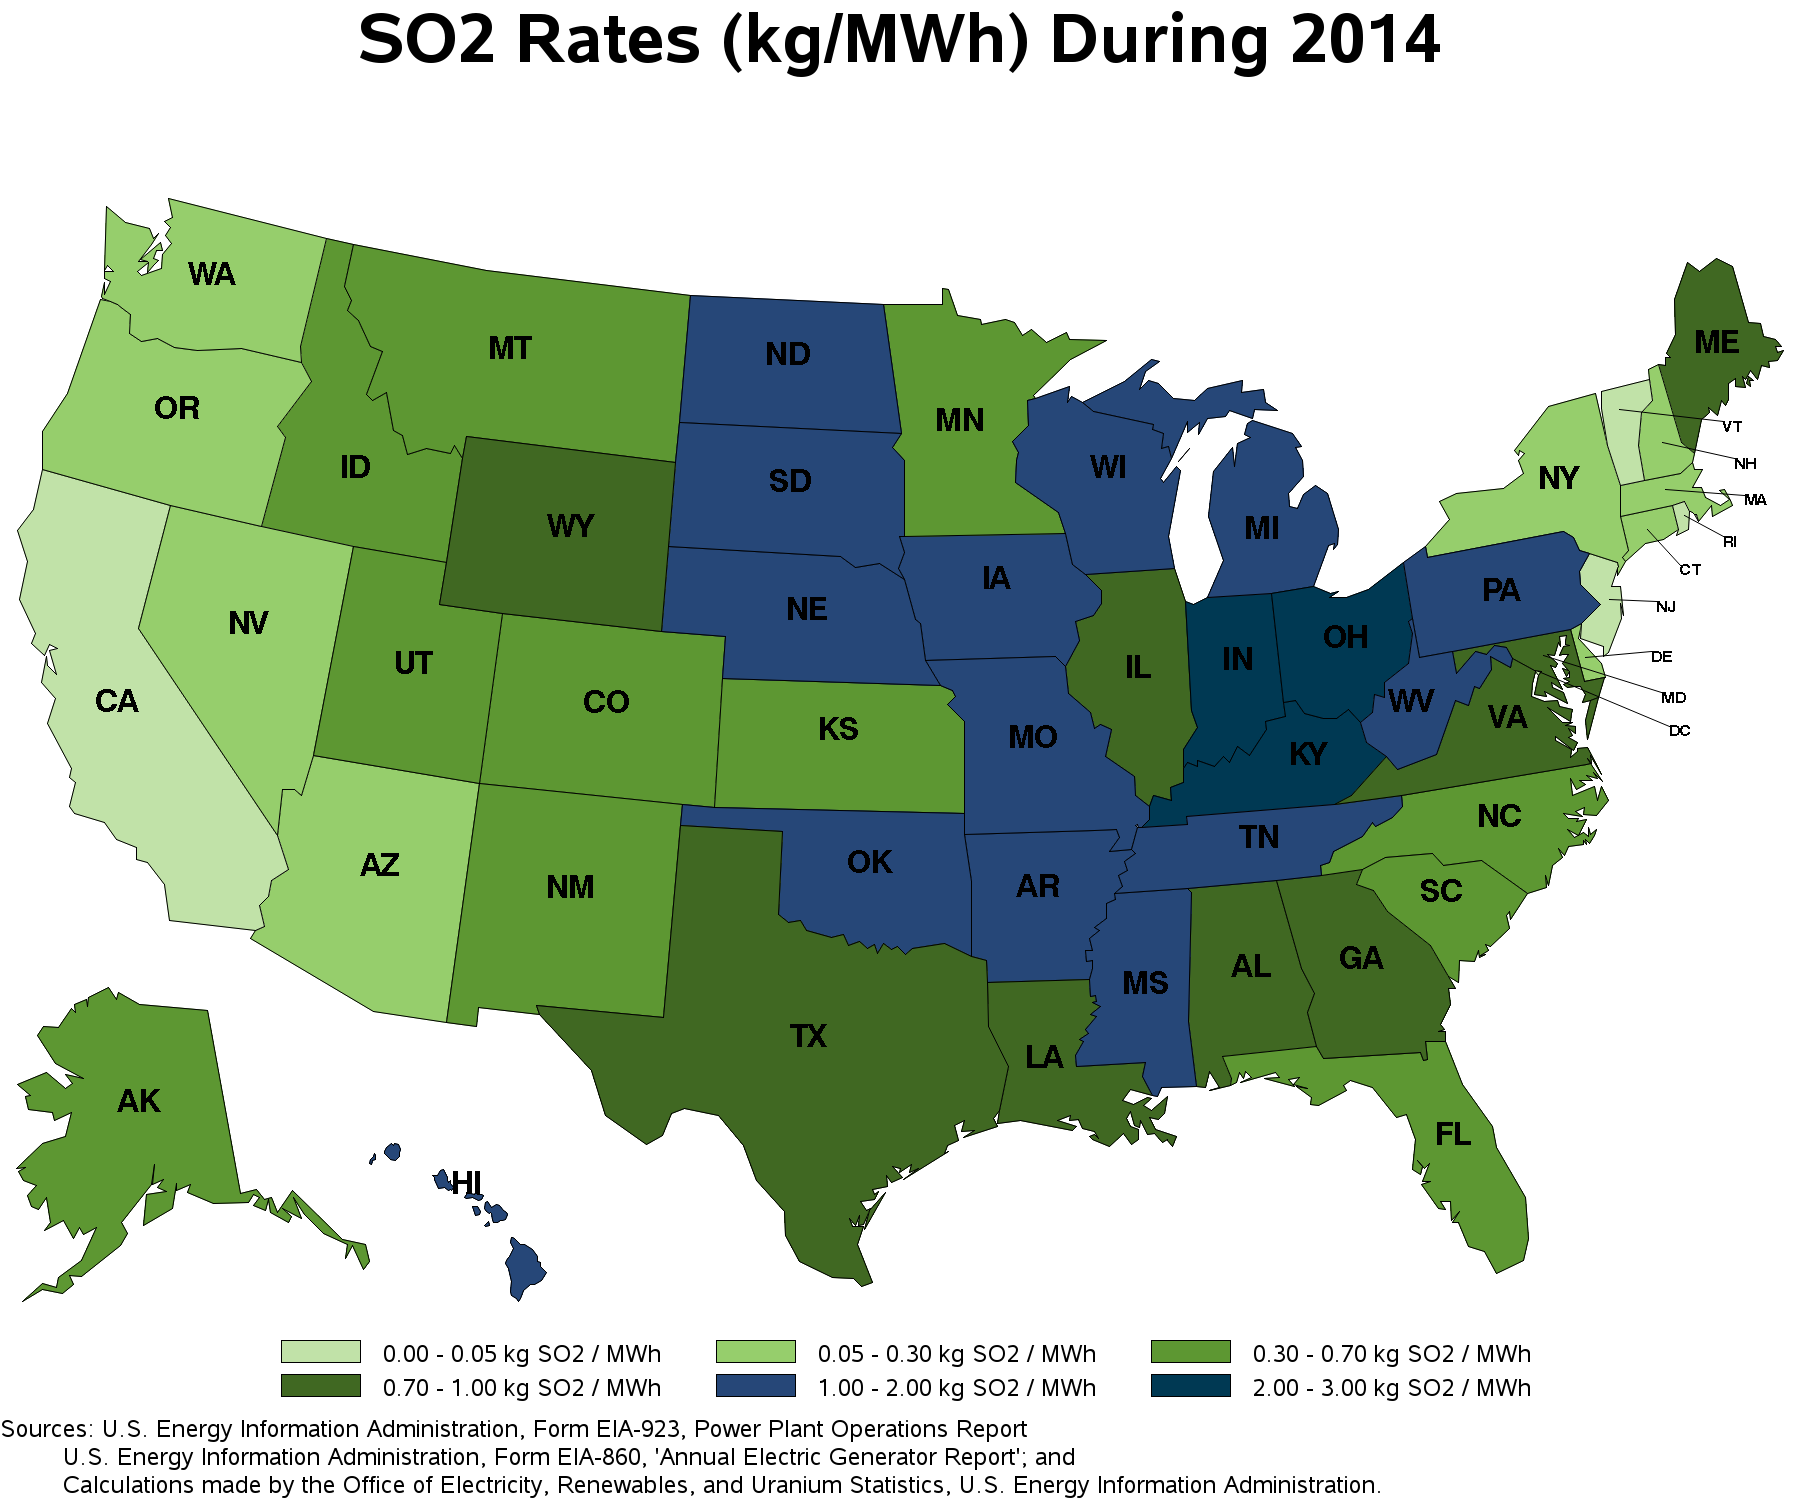 SO2 Rates (kg/MWh) During 2014
WA
MT
ND
ME
OR
MN
VT
ID
SD
WI
NY
NH
WY
MI
MA
RI
IA
CT
NE
PA
NV
NJ
UT
IL
IN
OH
DE
CA
CO
KS
MO
WV
VA
MD
DC
KY
NC
AZ
NM
OK
AR
TN
SC
MS
AL
GA
TX
LA
AK
FL
HI
0.00 - 0.05 kg SO2 / MWh
0.05 - 0.30 kg SO2 / MWh
0.30 - 0.70 kg SO2 / MWh
0.70 - 1.00 kg SO2 / MWh
1.00 - 2.00 kg SO2 / MWh
2.00 - 3.00 kg SO2 / MWh
Sources: U.S. Energy Information Administration, Form EIA-923, Power Plant Operations Report
U.S. Energy Information Administration, Form EIA-860, 'Annual Electric Generator Report'; and
Calculations made by the Office of Electricity, Renewables, and Uranium Statistics, U.S. Energy Information Administration.